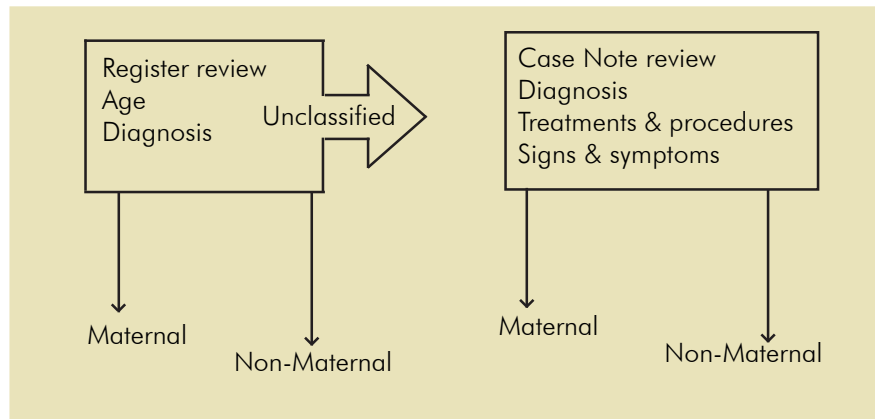 Register review
Age
Diagnosis
Unclassified
Maternal
Non-Maternal
Case Note review
Diagnosis
Treatments & procedures
Signs & symptoms
Maternal
Non-Maternal